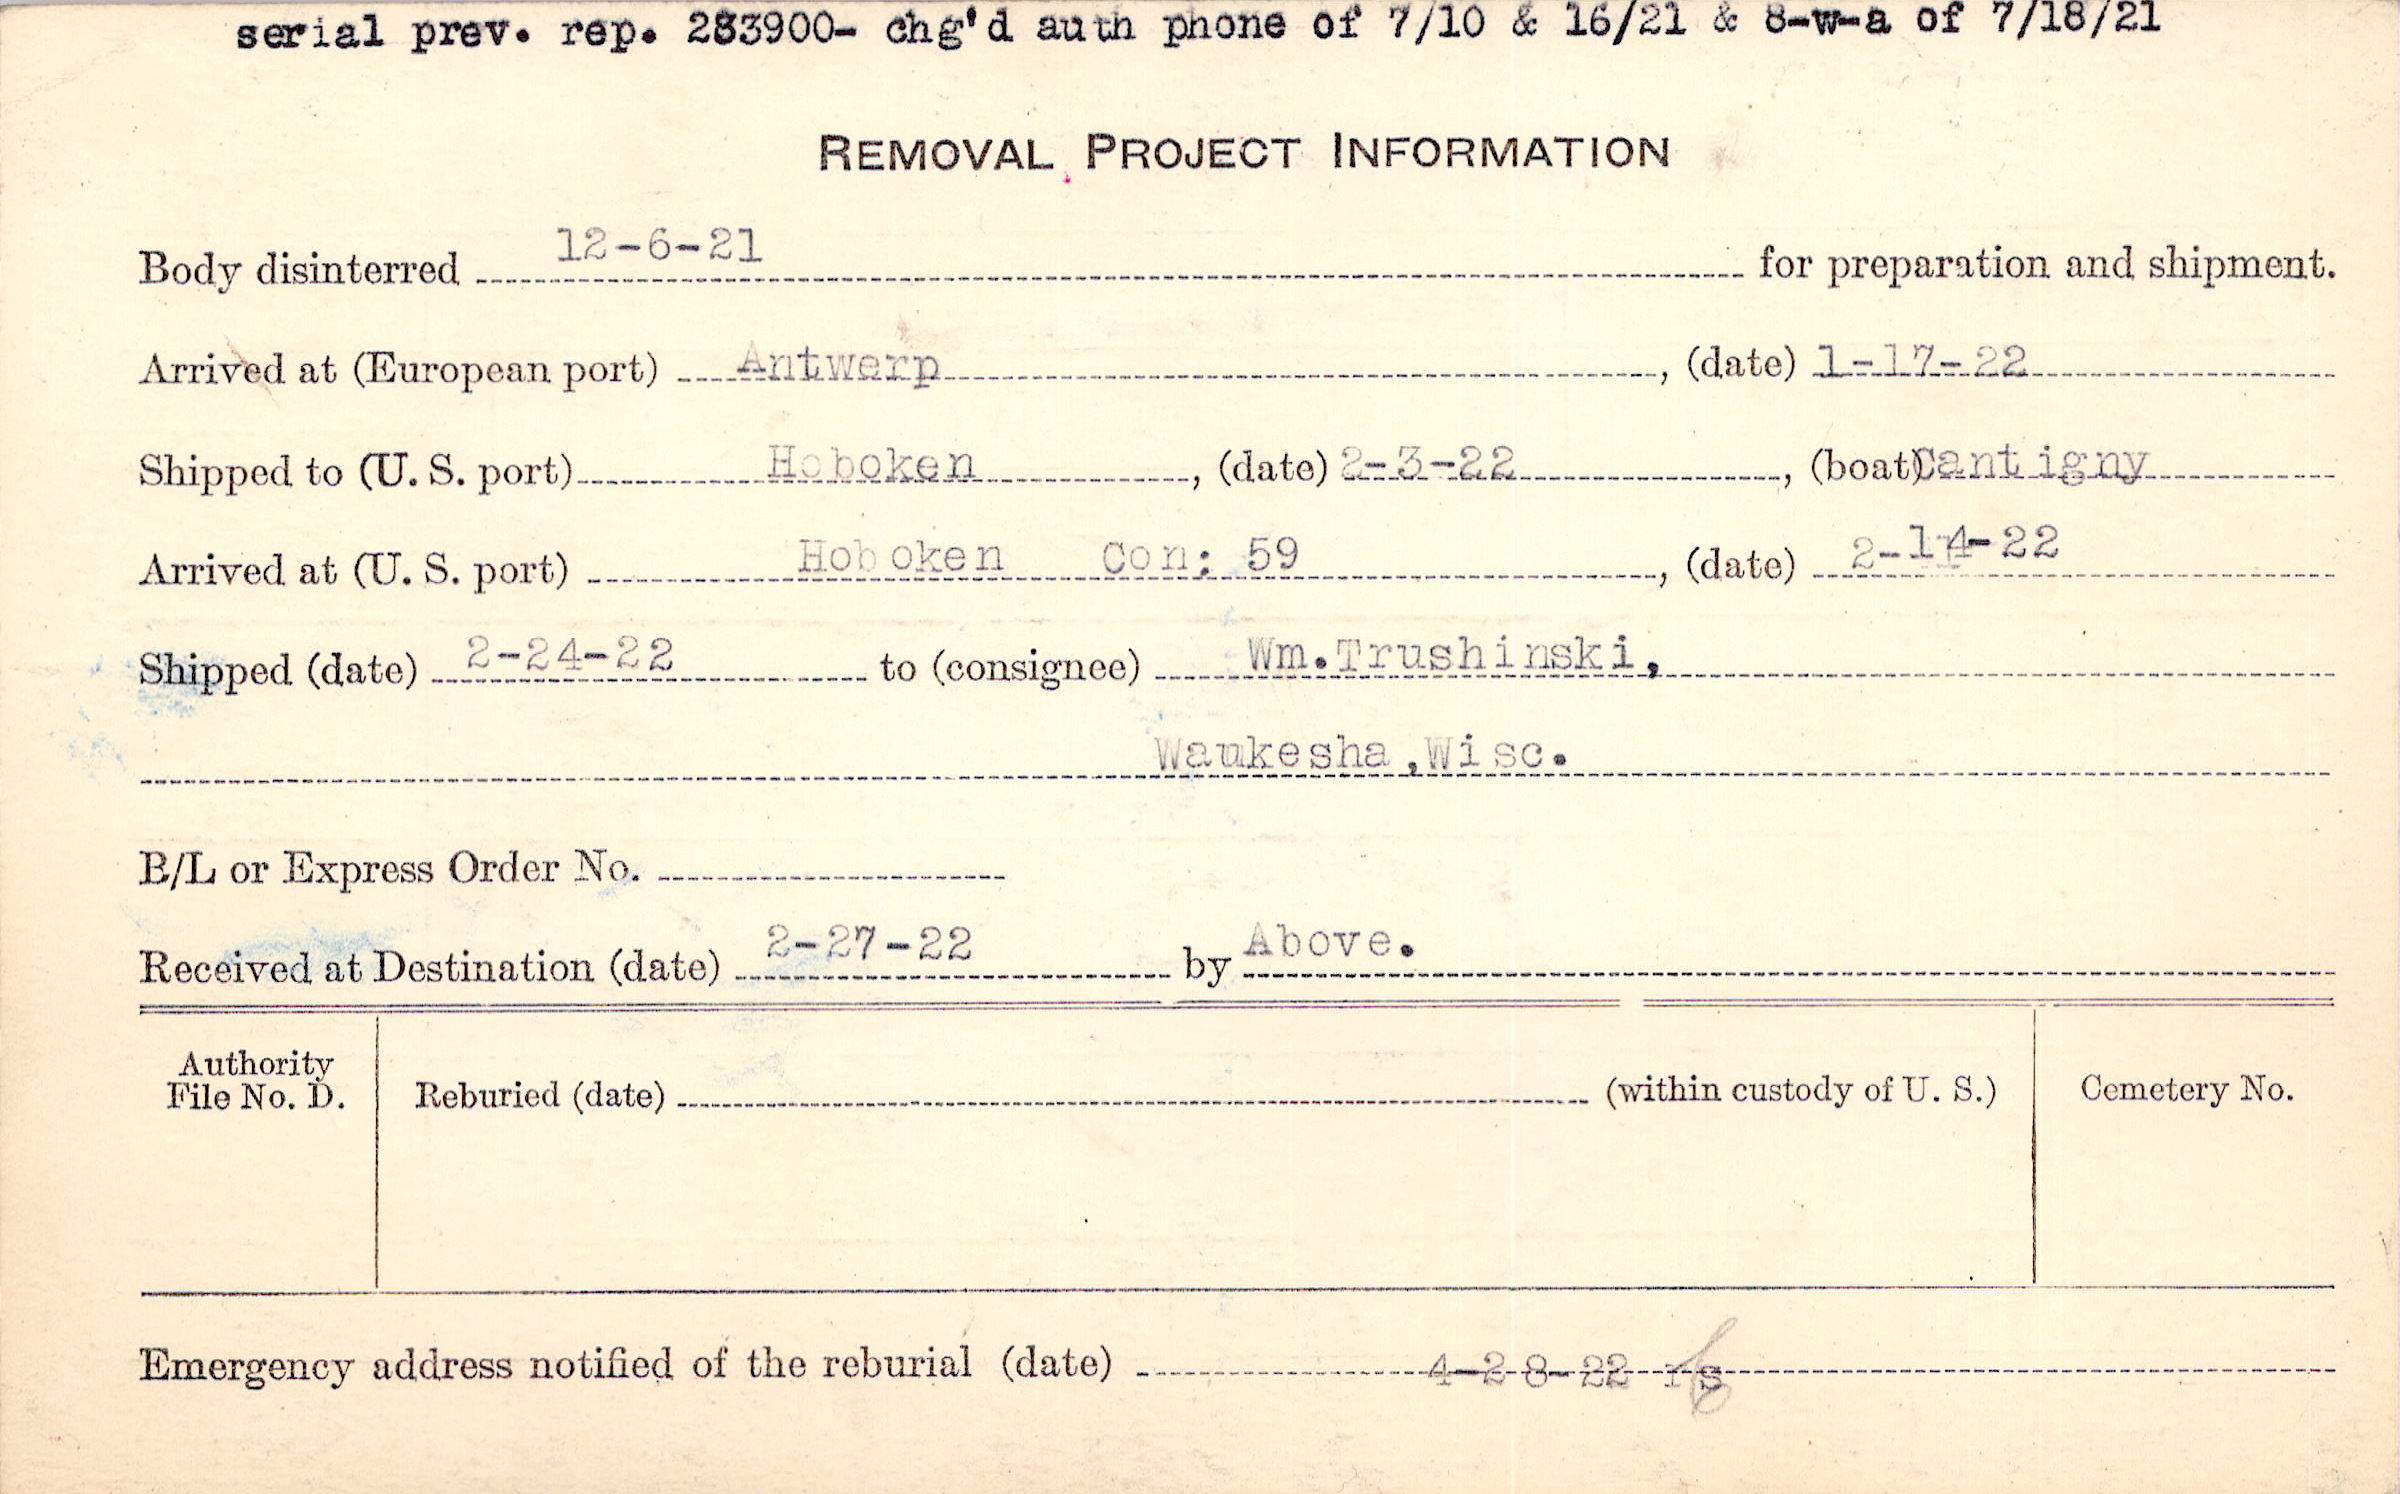 serial prev. rep. 283900- chg'd auth phone of 7/10 & 16/21 & 8-w-a of 7/18/21
REMOVAL PROJECT INFORMATION
Body disinterred 12-6-21 for preparation and shipment.
Arrived at (European port) Antwerp, (date) 1-17-22
Shipped to (U. S. port) Hoboken, (date) 2-3-22, (boat) Cantigny
Arrived at (U. S. port) Hoboken Con: 59, (date) 2-14-22
Shipped (date) 2-24-22 to (consignee) Wm.Trushinski,
Waukesha,Wisc.
B/L or Express Order No.
Received at Destination (date) 2-27-22 by Above.
Authority
File No. D. Reburied (date) (within custody of U. S.) Cemetery No.
Emergency address notified of the reburial (date) 4-28-22